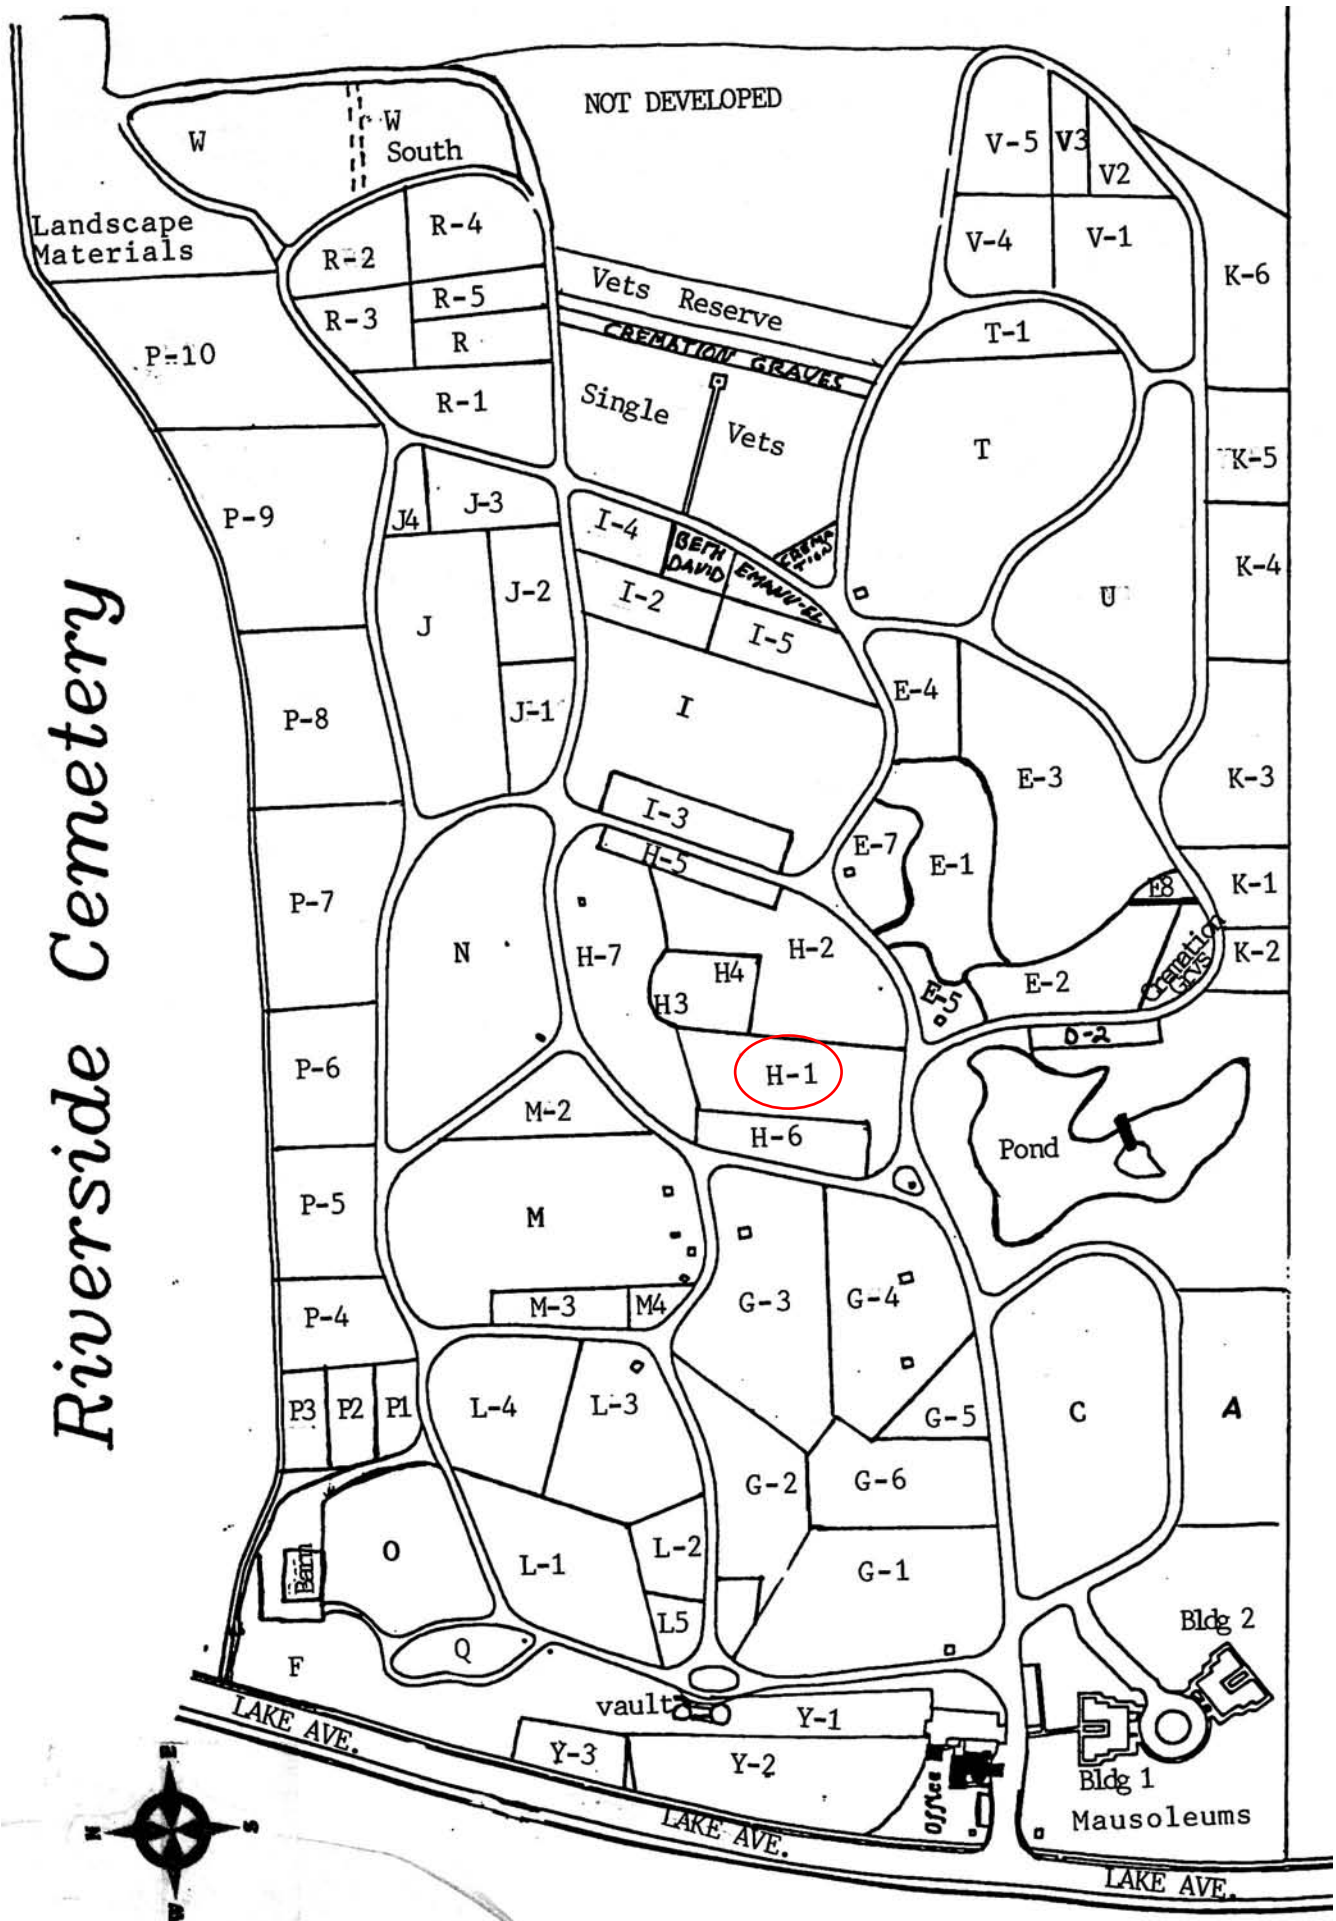 NOT DEVELOPED
W
W
South
V-5
V3
V2
Landscape
Materials
R-4
R-2
V-4
V-1
K-6
R-5
R-3
Vets Reserve
T-1
R
P-10
CREMATION GRAVES
R-1
Single
Vets
T
K-5
J-3
J4
P-9
I-4
BETH
DAVID
EMANU-EL
CREMA
TION
K-4
J-2
I-2
U
J
I-5
E-4
J-1
I
P-8
E-3
K-3
I-3
H-5
E-7
E-1
E8
K-1
P-7
N
H-7
H-2
H4
H3
E-5
E-2
Cremation
Grvs
K-2
D-2
P-6
H-1
M-2
H-6
Pond
P-5
M
M-3
M4
G-3
G-4
P-4
P3
P2
P1
L-4
L-3
G-5
C
A
G-2
G-6
O
Barn
L-1
L-2
G-1
L5
Bldg 2
Q
F
vault
Y-1
Y-3
Y-2
Office
Bldg 1
Mausoleums
LAKE AVE.
LAKE AVE.
LAKE AVE.
Riverside Cemetery
E
N
S
W